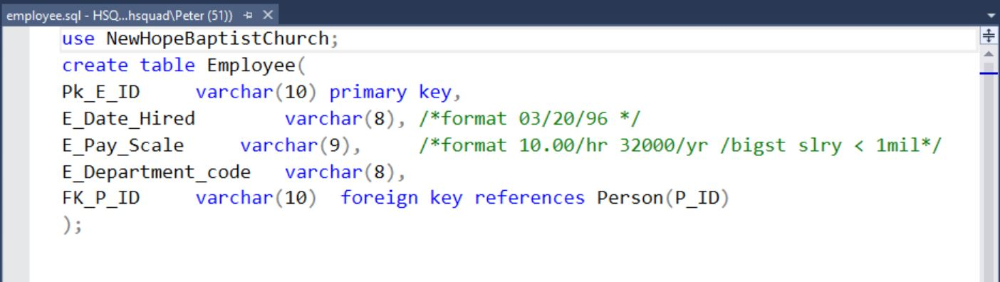 employee.sql - HSQ...hsquad\Peter (51))
use NewHopeBaptistChurch;
create table Employee(
Pk_E_ID     varchar(10) primary key,
E_Date_Hired        varchar(8), /*format 03/20/96 */
E_Pay_Scale     varchar(9),     /*format 10.00/hr 32000/yr /bigst slry < 1mil*/
E_Department_code   varchar(8),
FK_P_ID     varchar(10)  foreign key references Person(P_ID)
);